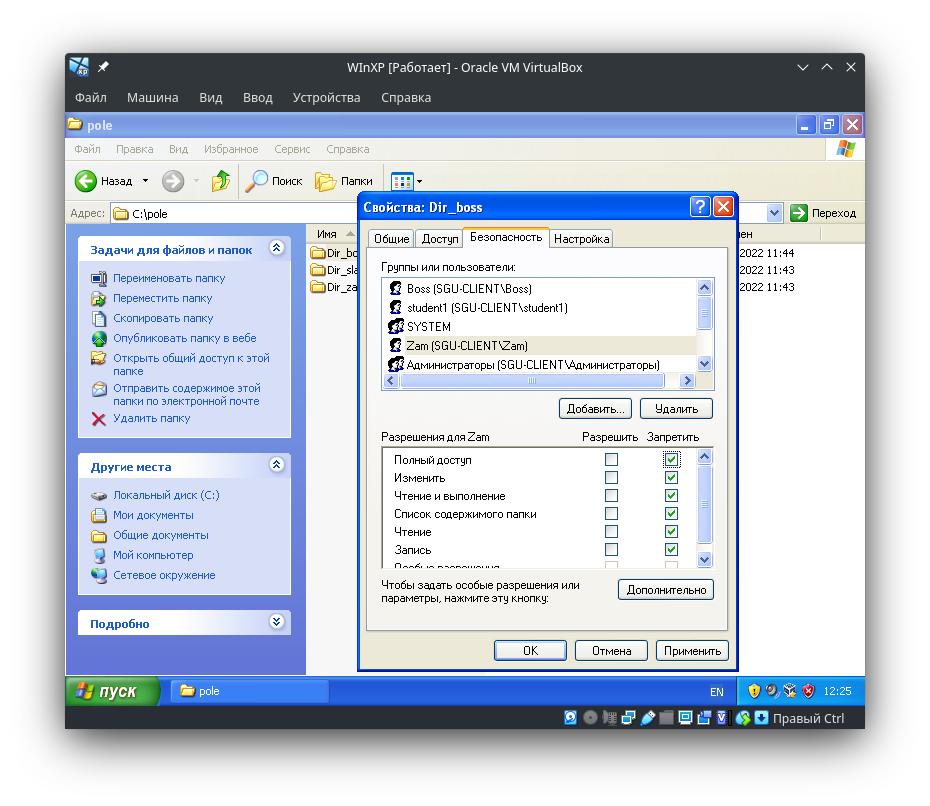 WInXP [Работает] - Oracle VM VirtualBox
Файл Машина Вид Ввод Устройства Справка
pole
Файл Правка Вид Избранное Сервис Справка
Назад Поиск Папки
Адрес: C:\pole Переход
Задачи для файлов и папок
Переименовать папку
Переместить папку
Скопировать папку
Опубликовать папку в вебе
Открыть общий доступ к этой
папке
Отправить содержимое этой
папки по электронной почте
Удалить папку
Другие места
Локальный диск (C:)
Мои документы
Общие документы
Мой компьютер
Сетевое окружение
Подробно
Имя
Dir_bo
Dir_sla
Dir_za
ен
2022 11:44
2022 11:43
2022 11:43
Свойства: Dir_boss
Общие Доступ Безопасность Настройка
Группы или пользователи:
Boss (SGU-CLIENT\Boss)
student1 (SGU-CLIENT\student1)
SYSTEM
Zam (SGU-CLIENT\Zam)
Администраторы (SGU-CLIENT\Администраторы)
Добавить... Удалить
Разрешения для Zam Разрешить Запретить
Полный доступ
Изменить
Чтение и выполнение
Список содержимого папки
Чтение
Запись
Особые разрешения
Чтобы задать особые разрешения или
параметры, нажмите эту кнопку:
Дополнительно
OK Отмена Применить
пуск pole EN 12:25
Правый Ctrl